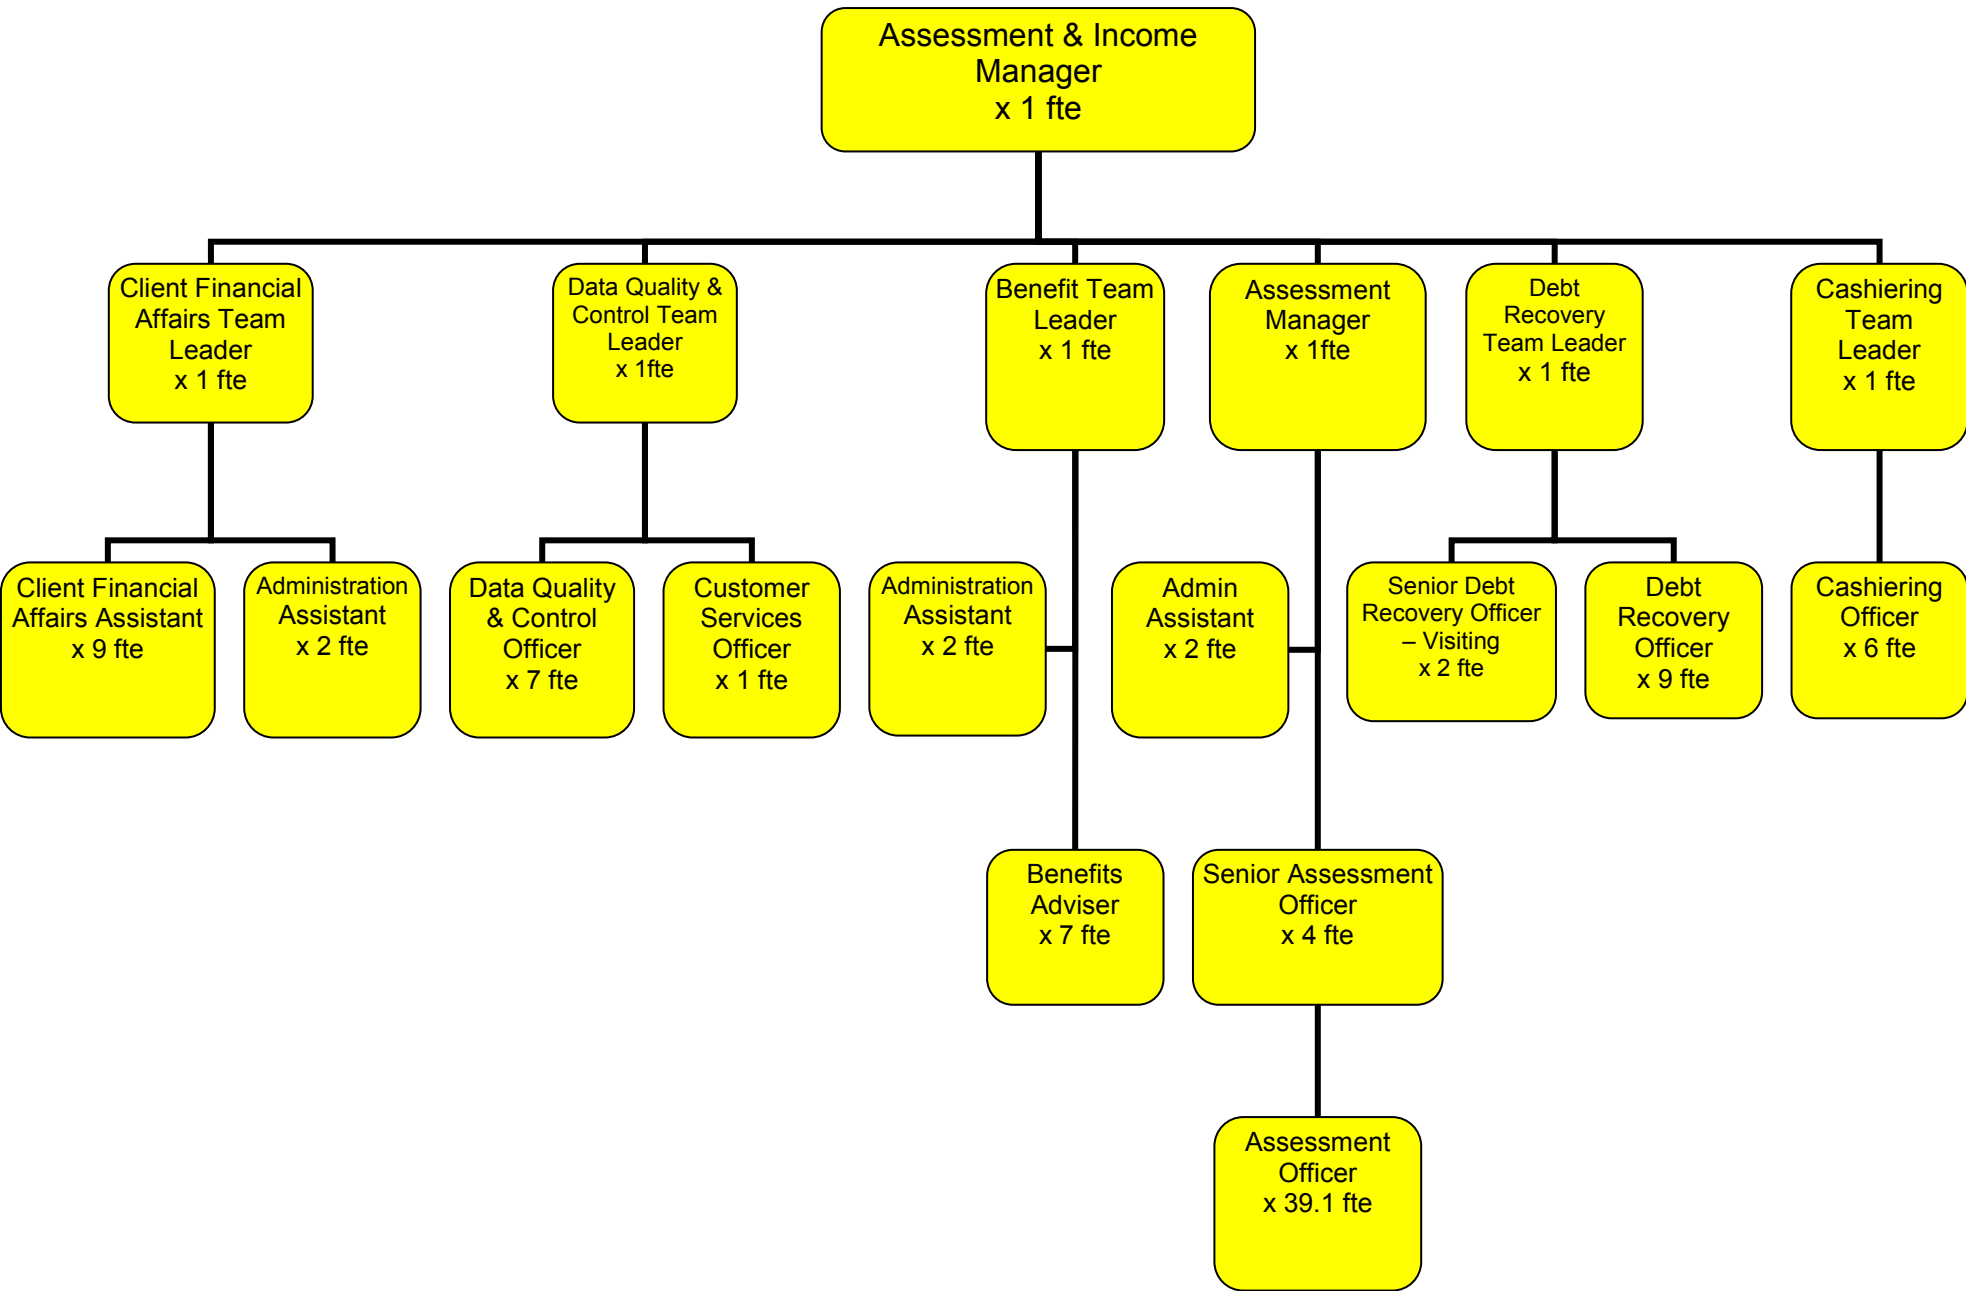 Assessment & Income
Manager
x 1 fte
Client Financial
Affairs Team
Leader
x 1 fte
Data Quality &
Control Team
Leader
x 1fte
Benefit Team
Leader
x 1 fte
Assessment
Manager
x 1fte
Debt
Recovery
Team Leader
x 1 fte
Cashiering
Team
Leader
x 1 fte
Client Financial
Affairs Assistant
x 9 fte
Administration
Assistant
x 2 fte
Data Quality
& Control
Officer
x 7 fte
Customer
Services
Officer
x 1 fte
Administration
Assistant
x 2 fte
Admin
Assistant
x 2 fte
Senior Debt
Recovery Officer
– Visiting
x 2 fte
Debt
Recovery
Officer
x 9 fte
Cashiering
Officer
x 6 fte
Benefits
Adviser
x 7 fte
Senior Assessment
Officer
x 4 fte
Assessment
Officer
x 39.1 fte